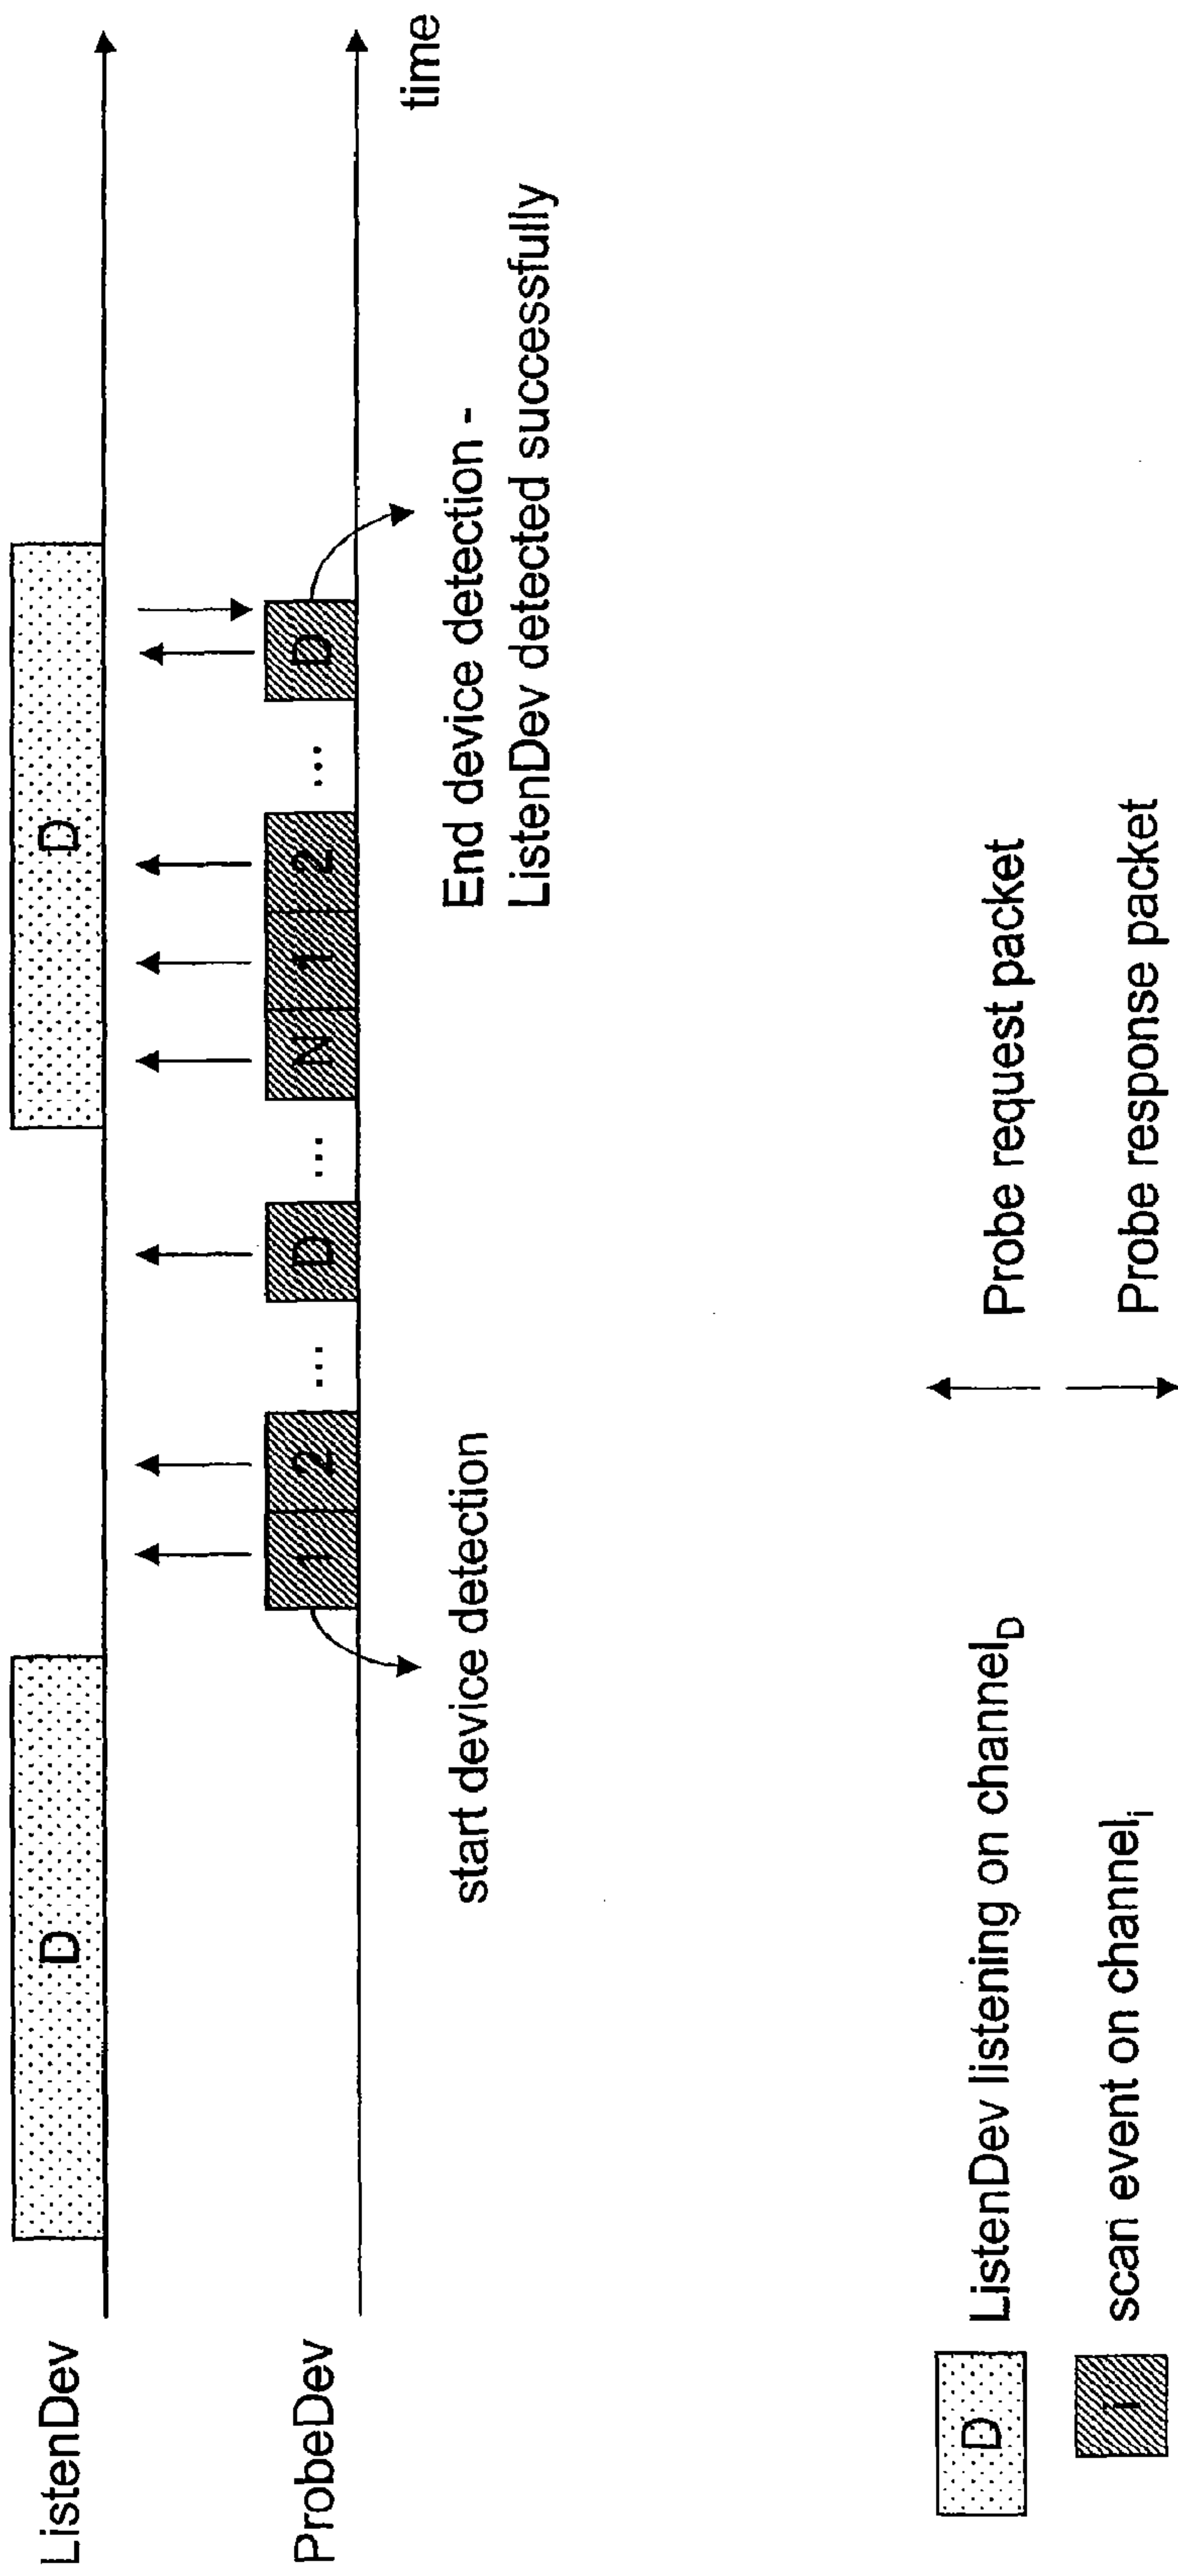 ListenDev
D
D
ProbeDev
1 2 ... D ... N 1 2 ... D
time
start device detection
End device detection -
ListenDev detected successfully
D ListenDev listening on channelD
i scan event on channeli
Probe request packet
Probe response packet